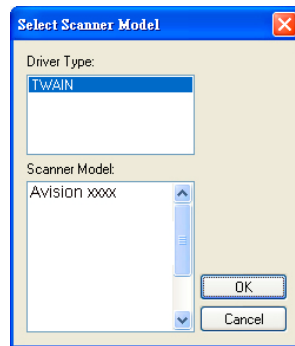 Select Scanner Model
Driver Type:
TWAIN
Scanner Model:
Avision xxxx
OK
Cancel